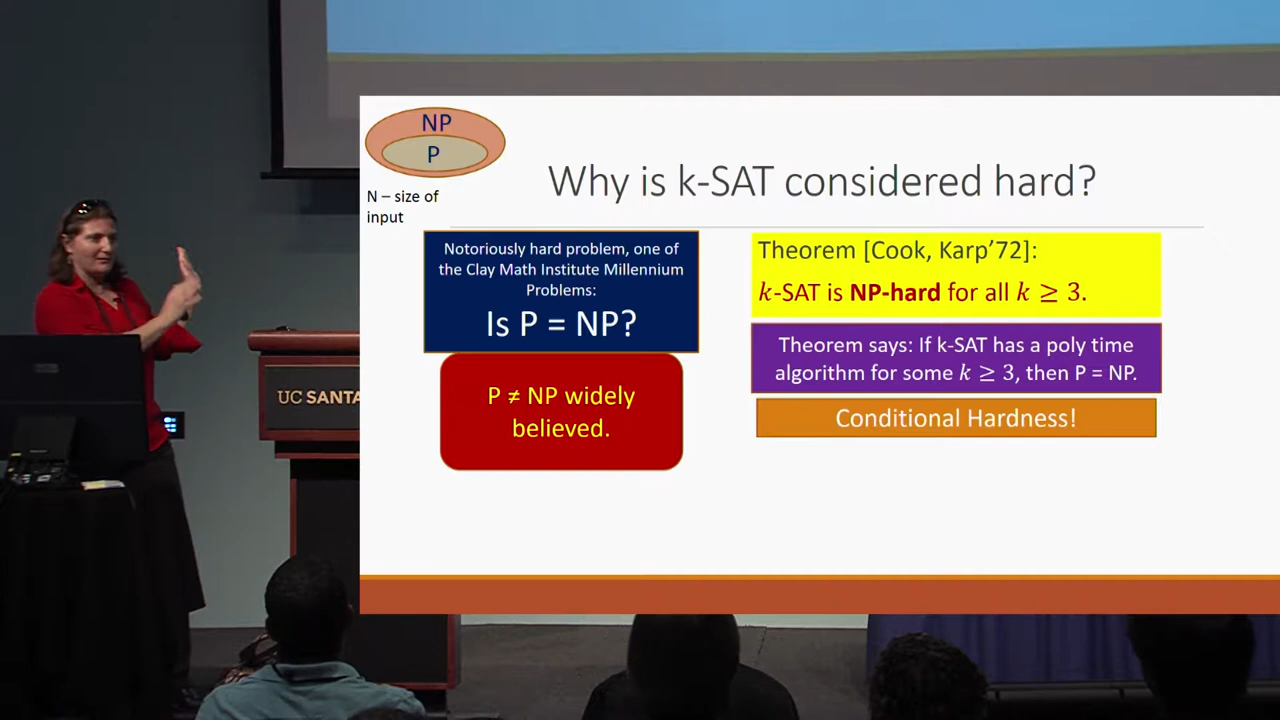 NP
P
N – size of
input
Why is k-SAT considered hard?
Notoriously hard problem, one of
the Clay Math Institute Millennium
Problems:
Is P = NP?
P ≠ NP widely
believed.
Theorem [Cook, Karp’72]:
k-SAT is NP-hard for all k ≥ 3.
Theorem says: If k-SAT has a poly time
algorithm for some k ≥ 3, then P = NP.
Conditional Hardness!
UC SANTA